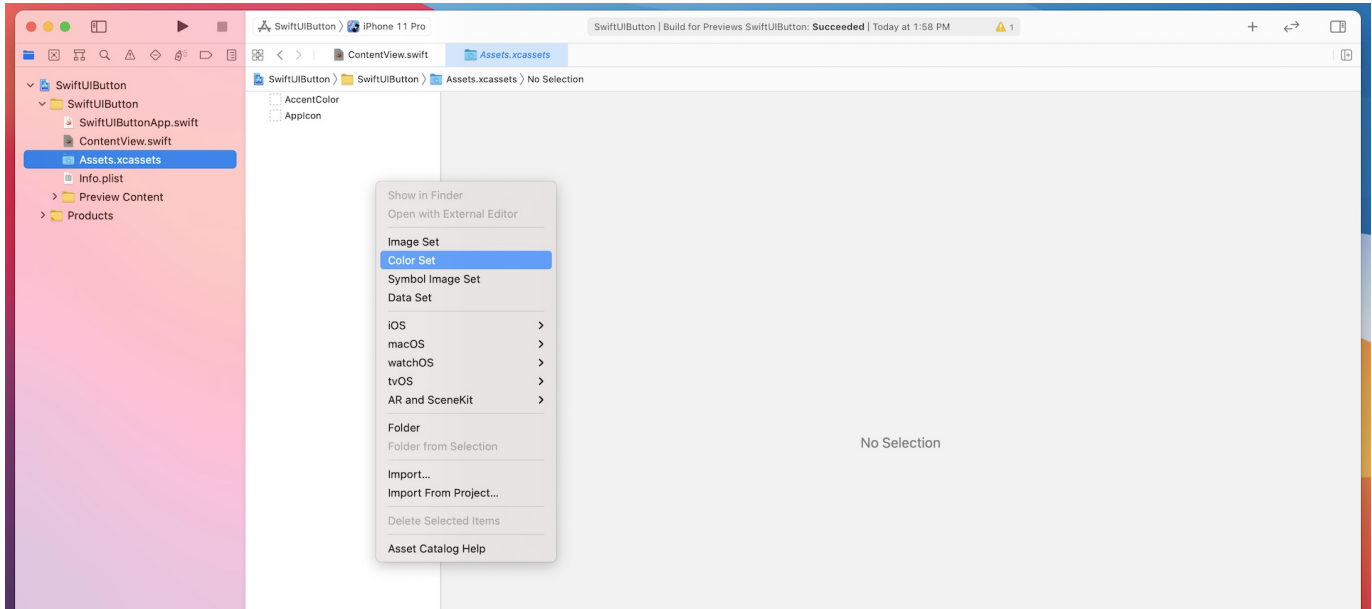 SwiftUIButton 〉 iPhone 11 Pro
SwiftUIButton | Build for Previews SwiftUIButton: Succeeded | Today at 1:58 PM
1
ContentView.swift
Assets.xcassets
SwiftUIButton 〉 SwiftUIButton 〉 Assets.xcassets 〉 No Selection
SwiftUIButton
SwiftUIButton
SwiftUIButtonApp.swift
ContentView.swift
Assets.xcassets
Info.plist
Preview Content
Products
AccentColor
AppIcon
Show in Finder
Open with External Editor
Image Set
Color Set
Symbol Image Set
Data Set
iOS
macOS
watchOS
tvOS
AR and SceneKit
Folder
Folder from Selection
Import...
Import From Project...
Delete Selected Items
Asset Catalog Help
No Selection